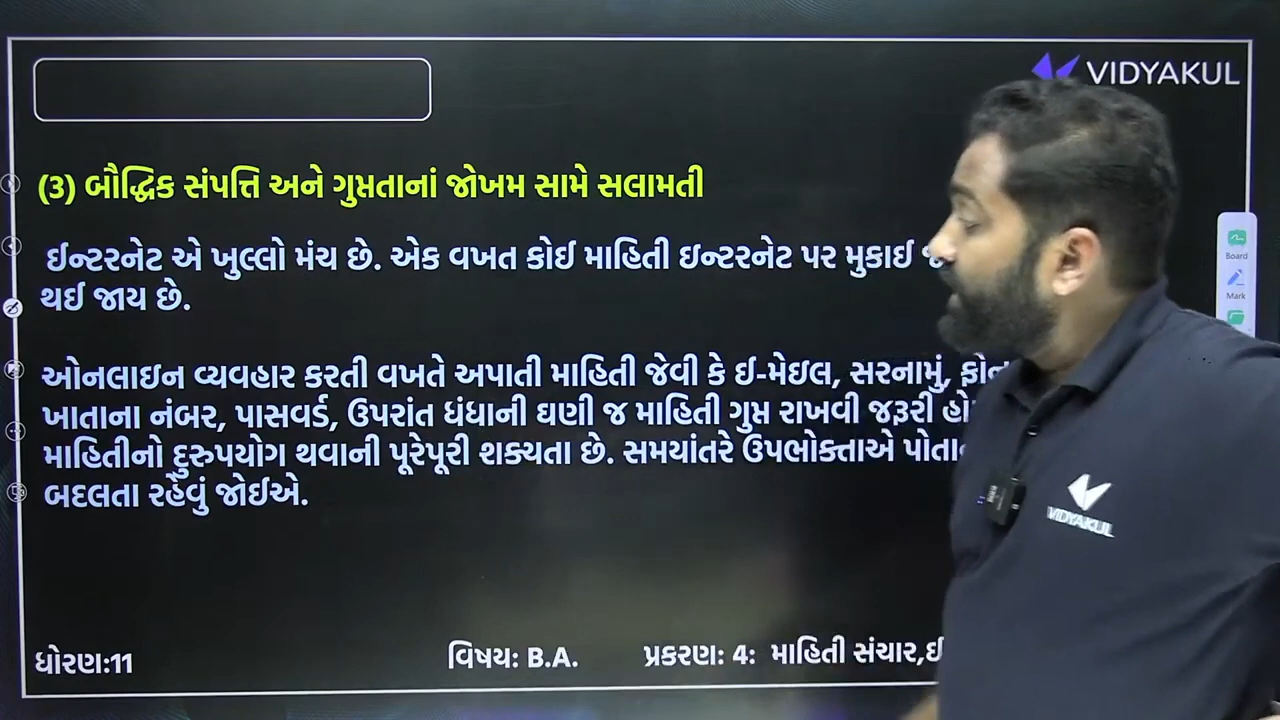 VIDYAKUL
(3) બૌદ્ધિક સંપત્તિ અને ગુપ્તતાનાં જોખમ સામે સલામતી
ઈન્ટરનેટ એ ખુલ્લો મંચ છે. એક વખત કોઈ માહિતી ઇન્ટરનેટ પર મુકાઈ
થઈ જાય છે.
ઓનલાઇન વ્યવહાર કરતી વખતે અપાતી માહિતી જેવી કે ઇ-મેઇલ, સરનામું,
ખાતાના નંબર, પાસવર્ડ, ઉપરાંત ધંધાની ઘણી જ માહિતી ગુપ્ત રાખવી જરૂરી
માહિતીનો દુરુપયોગ થવાની પૂરેપૂરી શક્યતા છે. સમયાંતરે ઉપભોક્તાએ
બદલતા રહેવું જોઈએ.
Board
Mark
VIDYAKUL
ધોરણ:11 વિષય: B.A. પ્રકરણ: 4: માહિતી સંચાર,